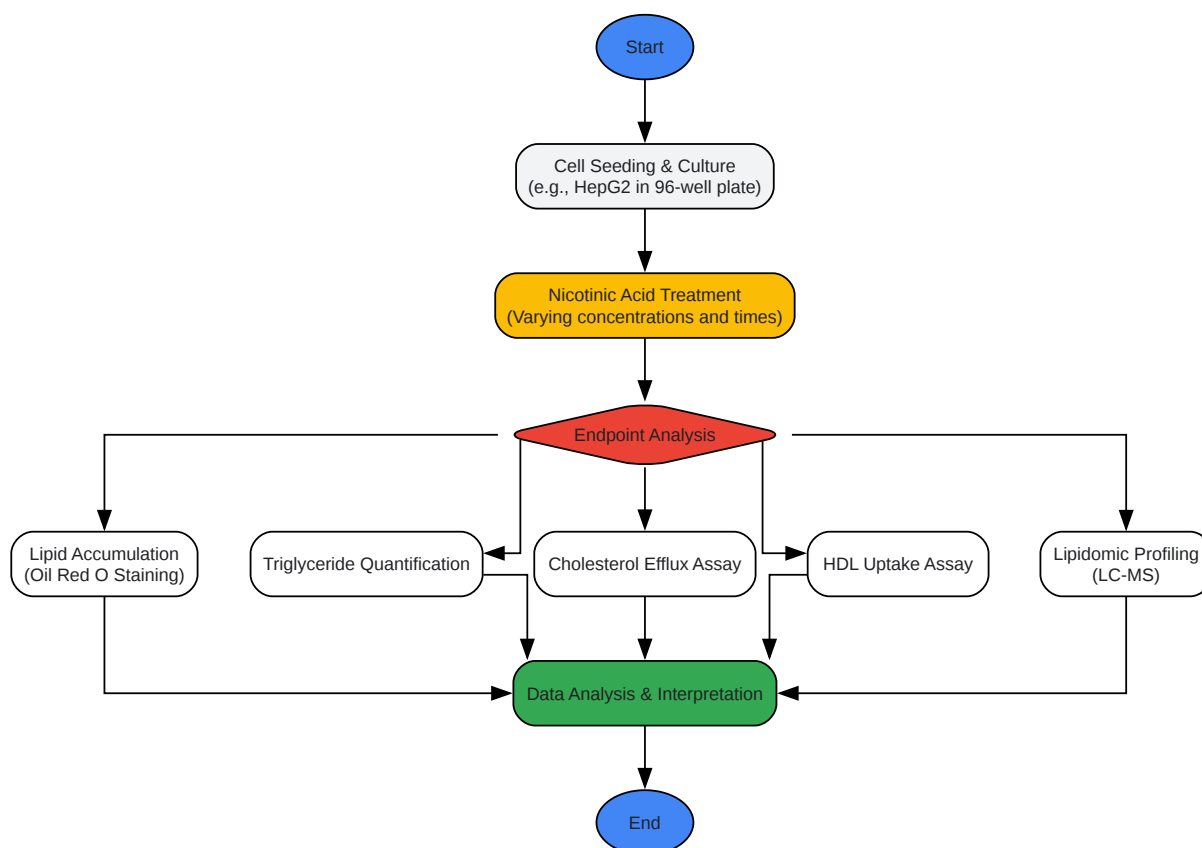 Start
Cell Seeding & Culture
(e.g., HepG2 in 96-well plate)
Nicotinic Acid Treatment
(Varying concentrations and times)
Endpoint Analysis
Lipid Accumulation
(Oil Red O Staining)
Triglyceride Quantification
Cholesterol Efflux Assay
HDL Uptake Assay
Lipidomic Profiling
(LC-MS)
Data Analysis & Interpretation
End